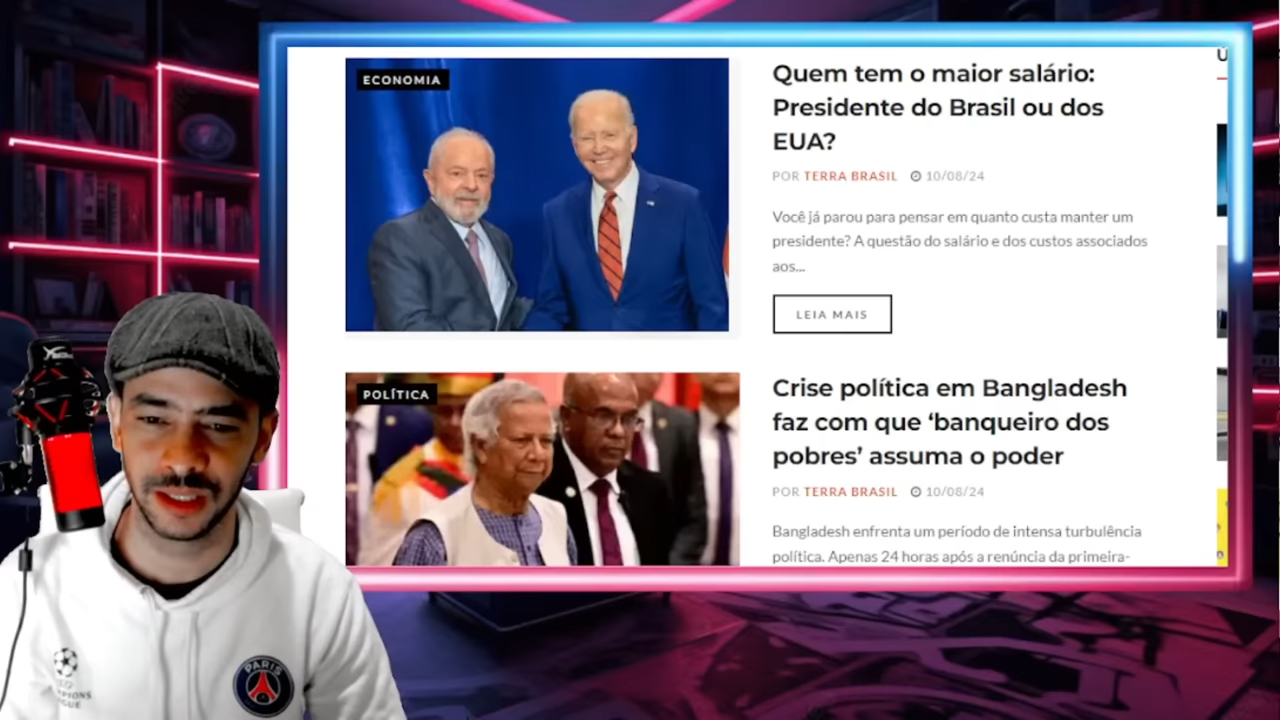 ECONOMIA
Quem tem o maior salário:
Presidente do Brasil ou dos
EUA?
POR TERRA BRASIL 10/08/24
Você já parou para pensar em quanto custa manter um
presidente? A questão do salário e dos custos associados
aos...
LEIA MAIS
POLÍTICA
Crise política em Bangladesh
faz com que ‘banqueiro dos
pobres’ assuma o poder
POR TERRA BRASIL 10/08/24
Bangladesh enfrenta um período de intensa turbulência
política. Apenas 24 horas após a renúncia da primeira-
PARIS